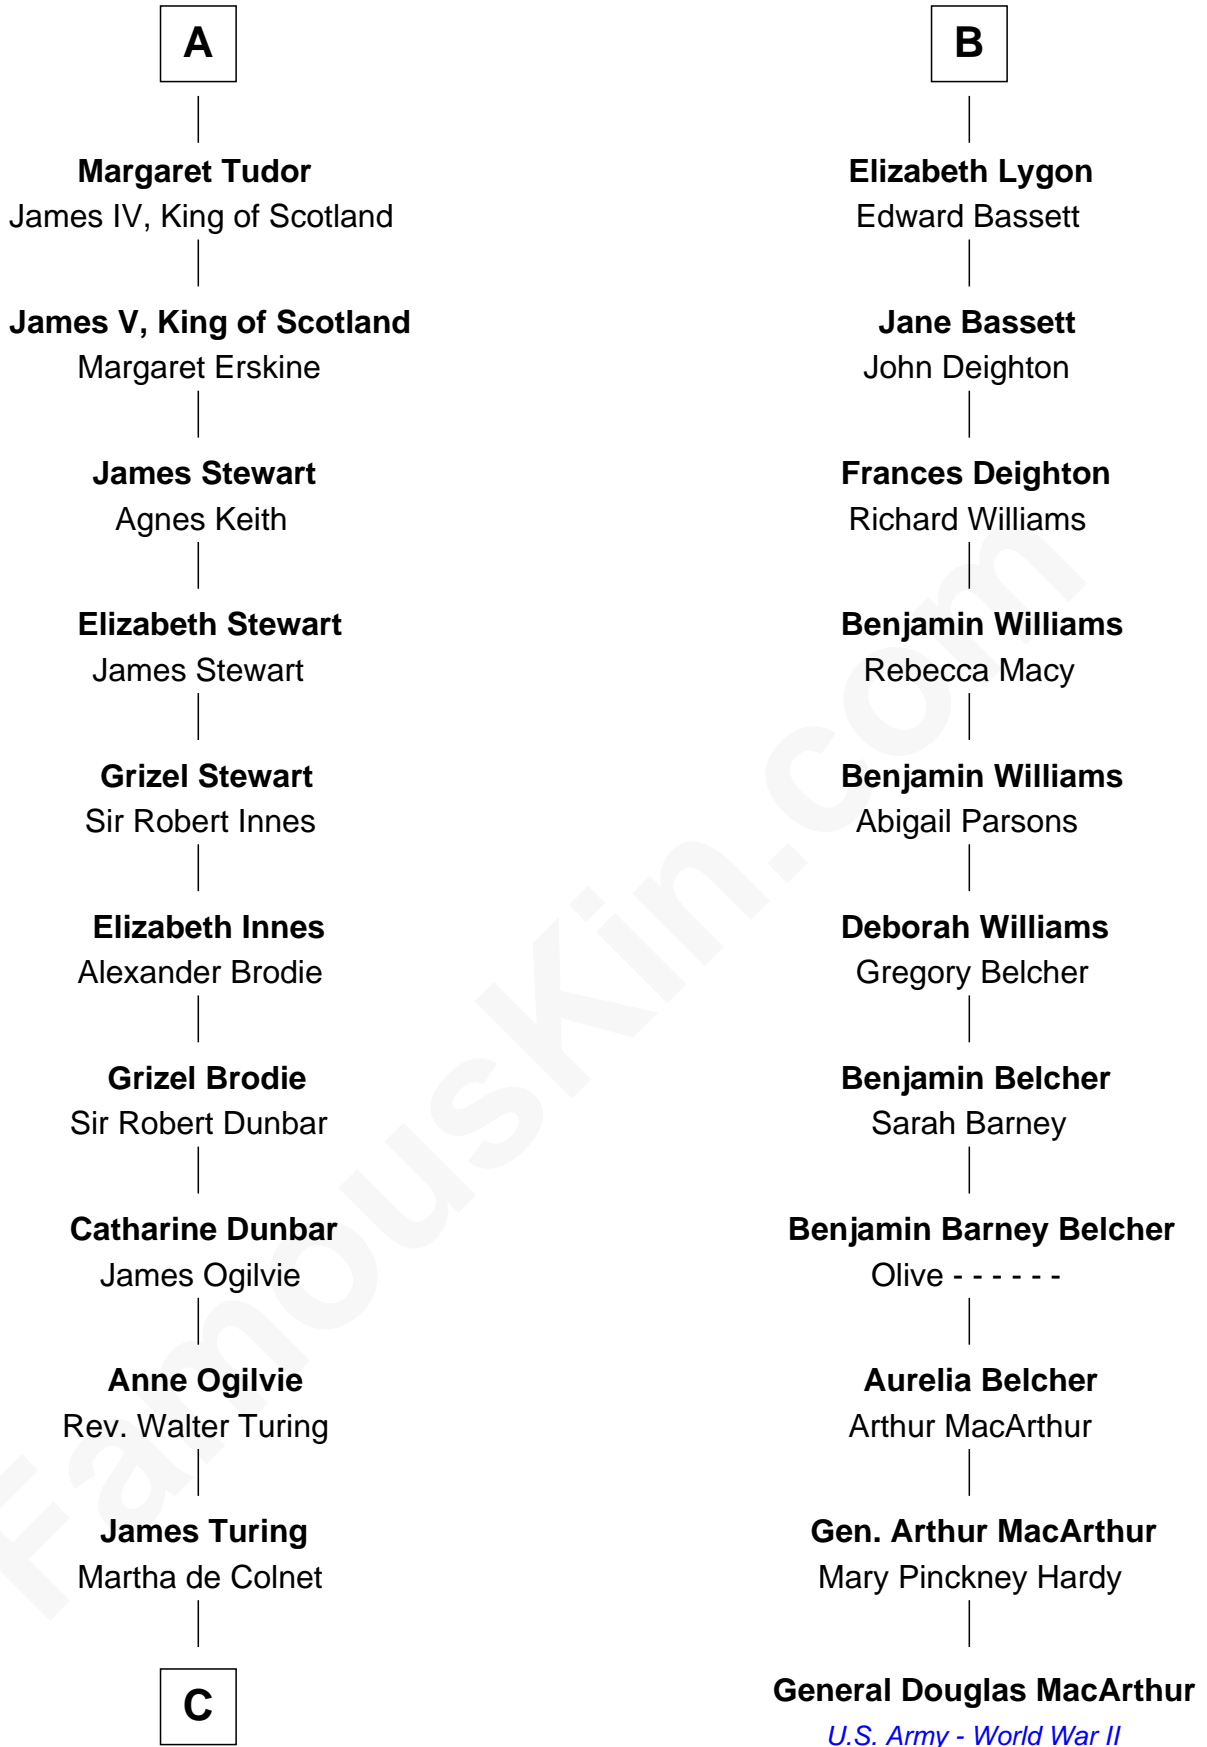 A
Margaret Tudor
James IV, King of Scotland
James V, King of Scotland
Margaret Erskine
James Stewart
Agnes Keith
Elizabeth Stewart
James Stewart
Grizel Stewart
Sir Robert Innes
Elizabeth Innes
Alexander Brodie
Grizel Brodie
Sir Robert Dunbar
Catharine Dunbar
James Ogilvie
Anne Ogilvie
Rev. Walter Turing
James Turing
Martha de Colnet
C
B
Elizabeth Lygon
Edward Bassett
Jane Bassett
John Deighton
Frances Deighton
Richard Williams
Benjamin Williams
Rebecca Macy
Benjamin Williams
Abigail Parsons
Deborah Williams
Gregory Belcher
Benjamin Belcher
Sarah Barney
Benjamin Barney Belcher
Olive - - - - - -
Aurelia Belcher
Arthur MacArthur
Gen. Arthur MacArthur
Mary Pinckney Hardy
General Douglas MacArthur
U.S. Army - World War II
FamousKin.com